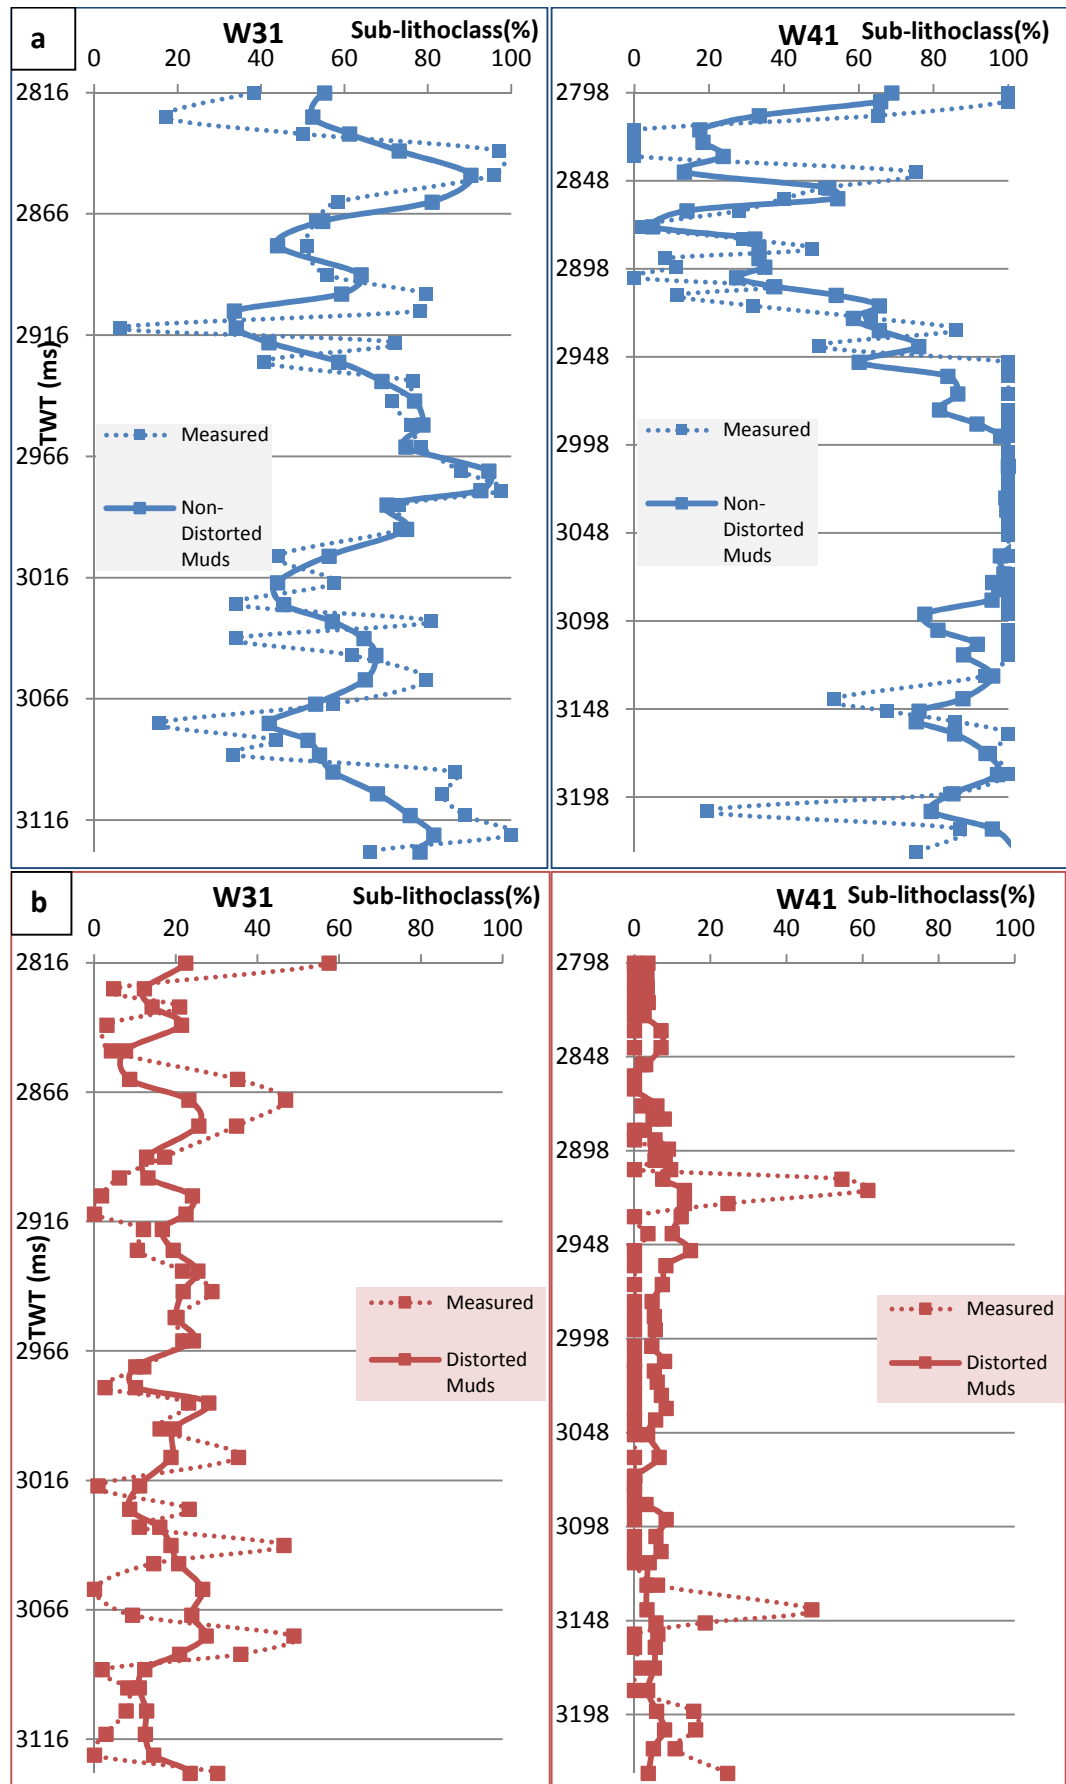 a
W31
Sub-lithoclass(%)
0 20 40 60 80 100
2816
2866
2916
2966
3016
3066
3116
TWT (ms)
Measured
Non-
Distorted
Muds
W41
Sub-lithoclass(%)
0 20 40 60 80 100
2798
2848
2898
2948
2998
3048
3098
3148
3198
Measured
Non-
Distorted
Muds
b
W31
Sub-lithoclass(%)
0 20 40 60 80 100
2816
2866
2916
2966
3016
3066
3116
TWT (ms)
Measured
Distorted
Muds
W41
Sub-lithoclass(%)
0 20 40 60 80 100
2798
2848
2898
2948
2998
3048
3098
3148
3198
Measured
Distorted
Muds